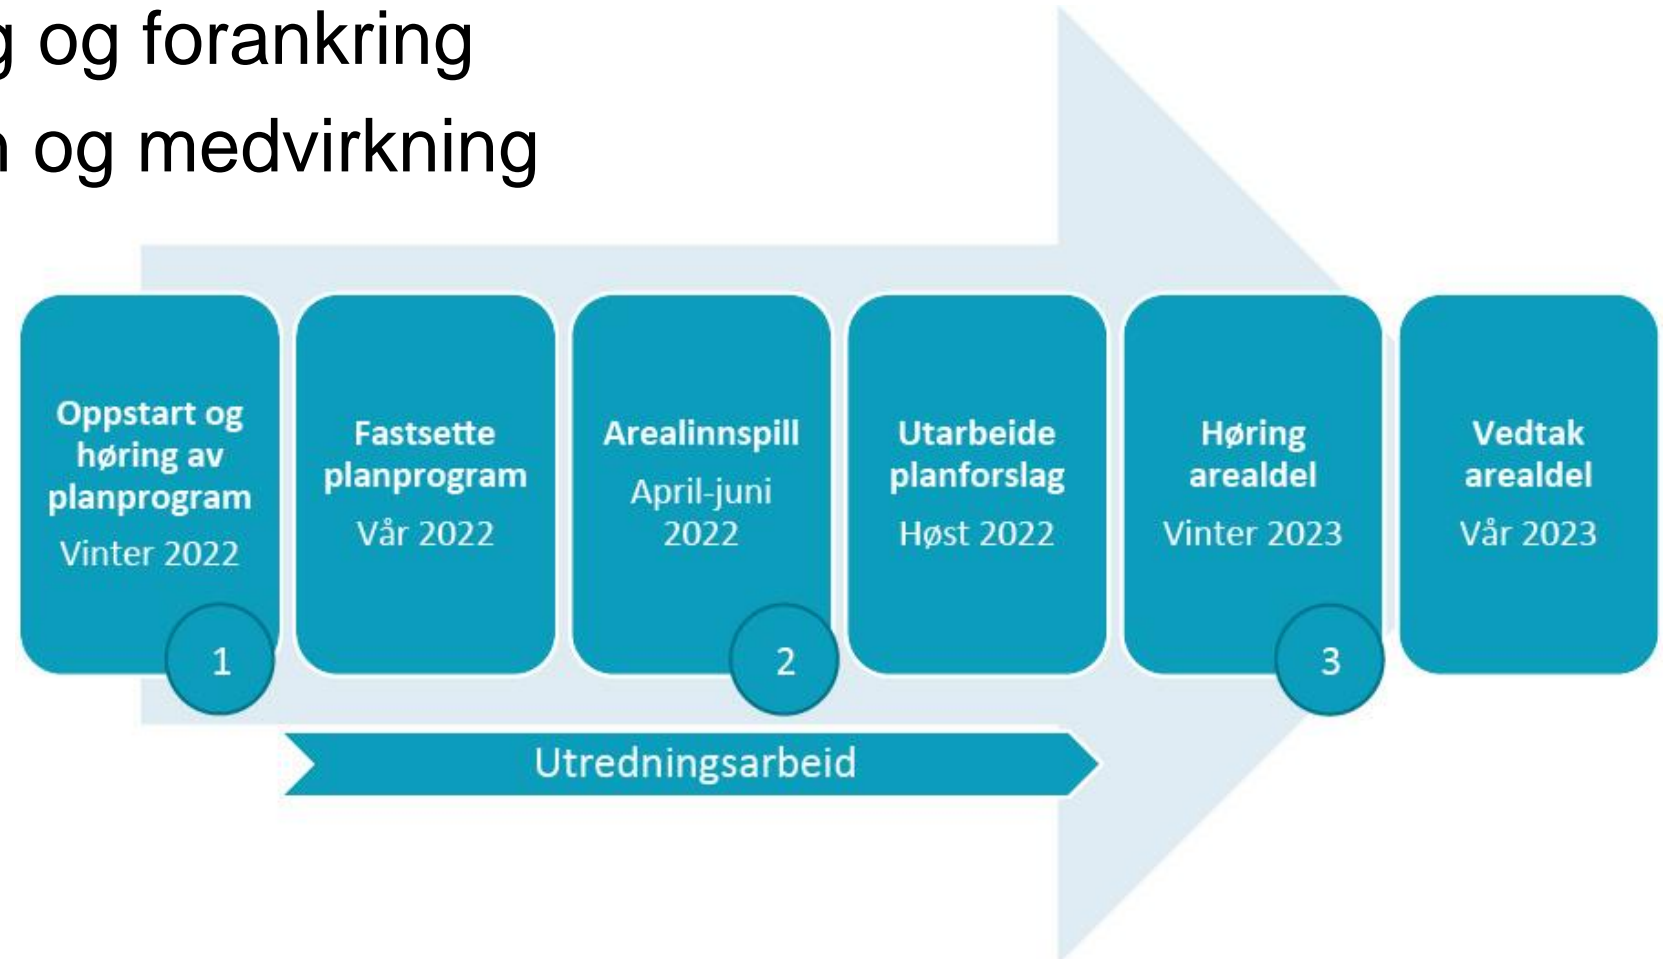 og forankring
og medvirkning
Oppstart og
høring av
planprogram
Vinter 2022
1
Fastsette
planprogram
Vår 2022
Arealinnspill
April-juni
2022
2
Utarbeide
planforslag
Høst 2022
Høring
arealdel
Vinter 2023
3
Vedtak
arealdel
Vår 2023
Utredningsarbeid